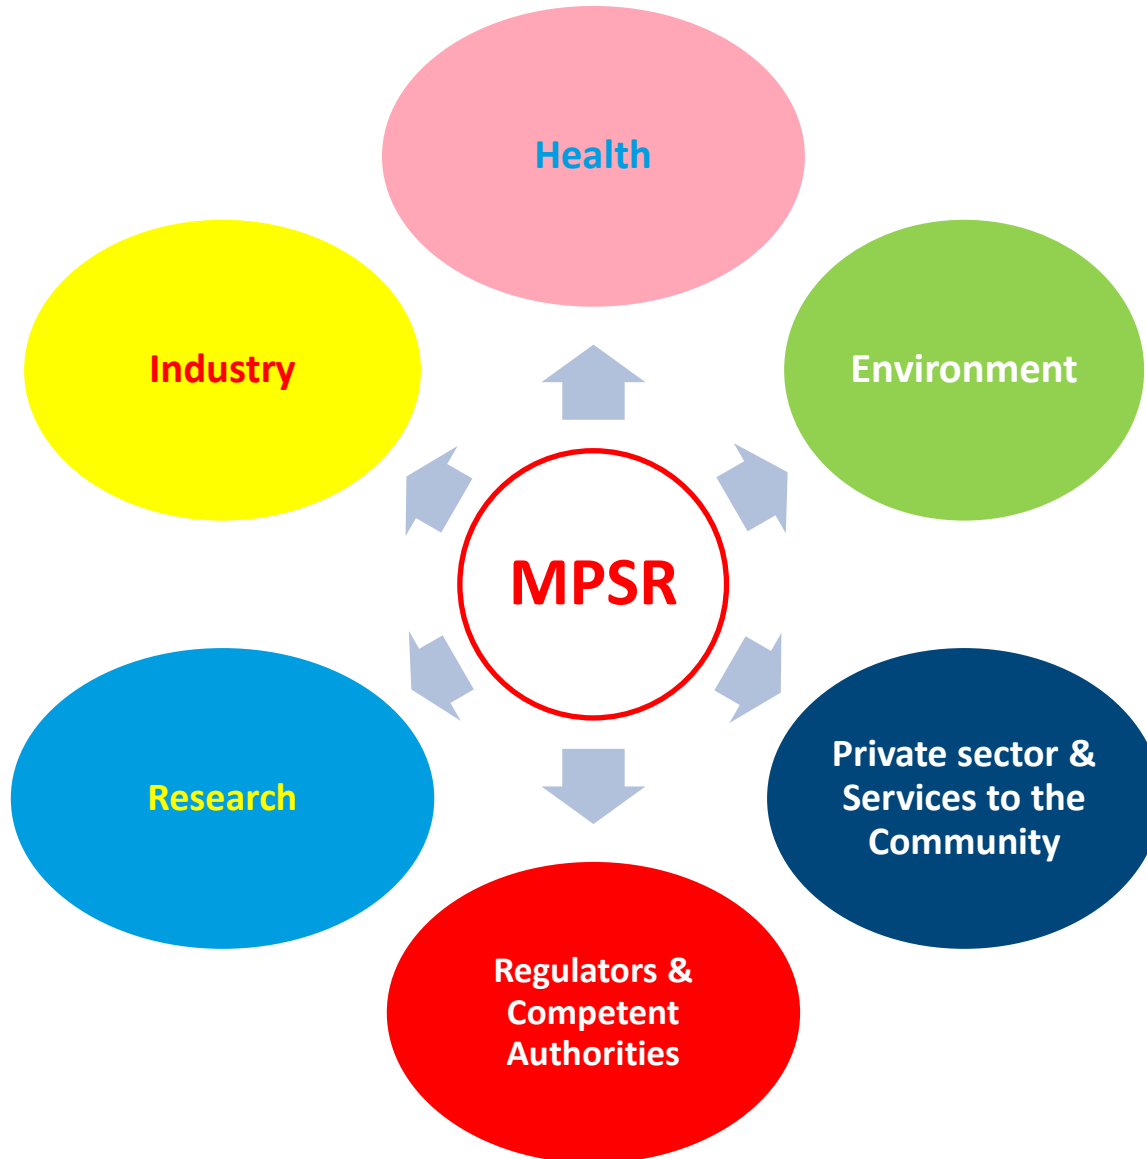 Health
Industry
Environment
MPSR
Research
Private sector &
Services to the
Community
Regulators &
Competent
Authorities